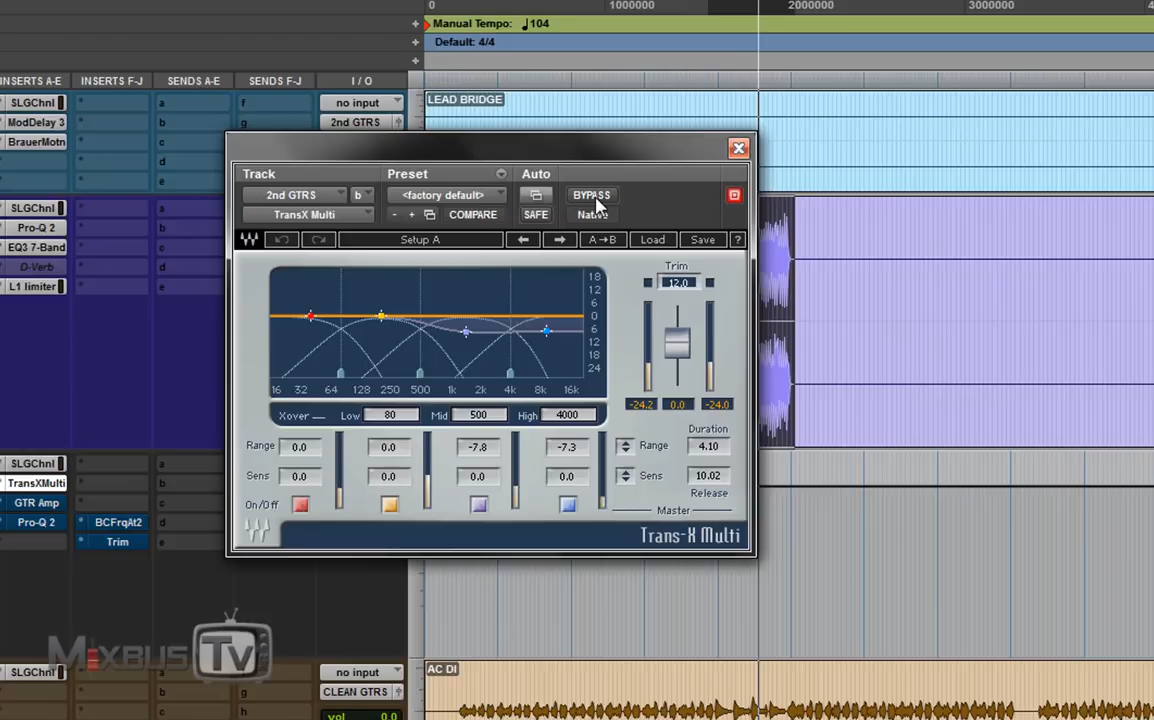 0 1000000 2000000 3000000 4
Manual Tempo: ♩104
Default: 4/4
INSERTS A-E INSERTS F-J SENDS A-E SENDS F-J I / O
SLGChnl a f no input LEAD BRIDGE
ModDelay 3 b g 2nd GTRS
BrauerMotn c
d
e
Track Preset Auto
2nd GTRS b <factory default> BYPASS
TransX Multi - + COMPARE SAFE Native
Setup A A→B Load Save ?
SLGChnl a
Pro-Q 2 b
EQ3 7-Band c
D-Verb d
L1 limiter e
Trim
12.0
18
12
6
0
6
12
18
24
16 32 64 128 250 500 1k 2k 4k 8k 16k
-24.2 0.0 -24.0
Xover Low 80 Mid 500 High 4000
Duration
Range 0.0 0.0 -7.8 -7.3 Range 4.10
Sens 0.0 0.0 0.0 0.0 Sens 10.02
Release
On/Off Master
Trans-X Multi
SLGChnl a
TransXMulti b
GTR Amp c
Pro-Q 2 BCFrqAt2 d
Trim e
MixbusTv
SLGChnl a no input AC DI
b g CLEAN GTRS
c h vol 0.0